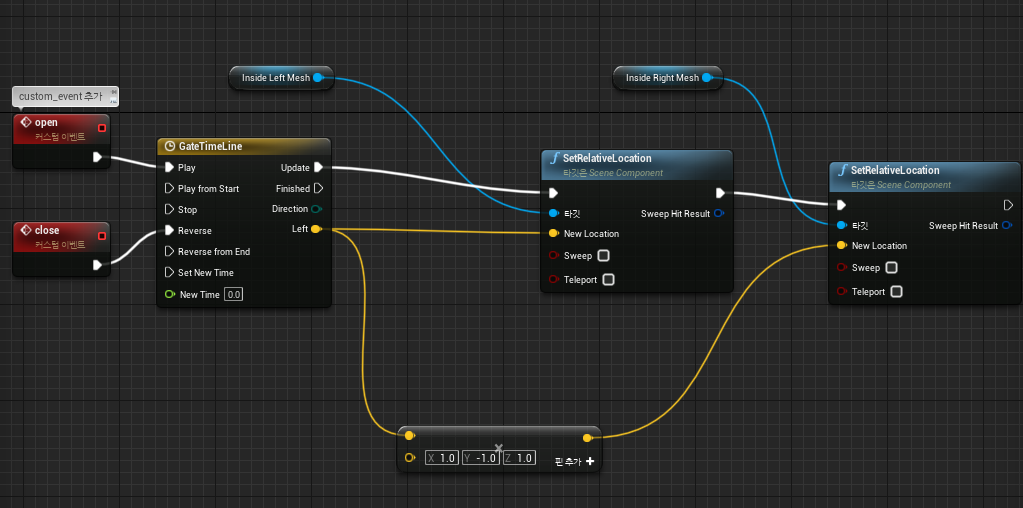 Inside Left Mesh
Inside Right Mesh
custom_event 추가
open
커스텀 이벤트
close
커스텀 이벤트
GateTimeLine
Play
Update
Play from Start
Finished
Stop
Direction
Reverse
Left
Reverse from End
Set New Time
New Time 0.0
SetRelativeLocation
타깃은 Scene Component
타깃
Sweep Hit Result
New Location
Sweep
Teleport
SetRelativeLocation
타깃은 Scene Component
타깃
Sweep Hit Result
New Location
Sweep
Teleport
X 1.0 Y -1.0 Z 1.0
핀 추가